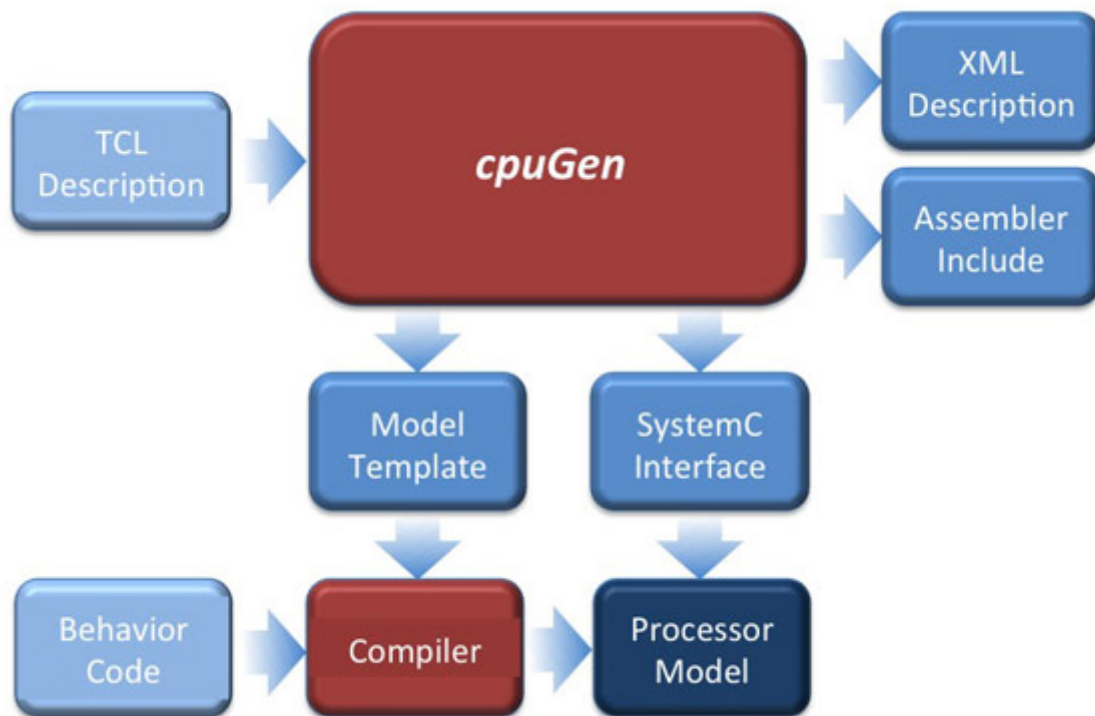 XML
Description
TCL
Description
cpuGen
Assembler
Include
Model
Template
SystemC
Interface
Behavior
Code
Compiler
Processor
Model